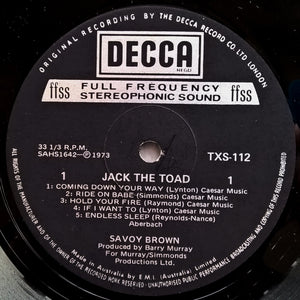 TRADE MARK OF THE DECCA RECORD CO LTD LONDON
DECCA
REGD
ffss FULL FREQUENCY ffss
STEREOPHONIC SOUND
33 1/3 R.P.M.
SAHS1642-Ⓟ1973
TXS-112
1 JACK THE TOAD 1
1: COMING DOWN YOUR WAY (Lynton) Caesar Music
2: RIDE ON BABE (Simmonds) Caesar Music
3: HOLD YOUR FIRE (Raymond) Caesar Music
4: IF I WANT TO (Lynton) Caesar Music
5: ENDLESS SLEEP (Reynolds-Nance)
Aberbach
SAVOY BROWN
Produced by Barry Murray
For Murray/Simmonds
Productions Ltd.
Made in Australia by E.M.I. (Australia) Limited
ALL RIGHTS OF THE MANUFACTURER AND OF THE OWNER OF THE RECORDED WORK RESERVED. UNAUTHORISED PUBLIC PERFORMANCE BROADCASTING AND COPYING OF THIS RECORD PROHIBITED